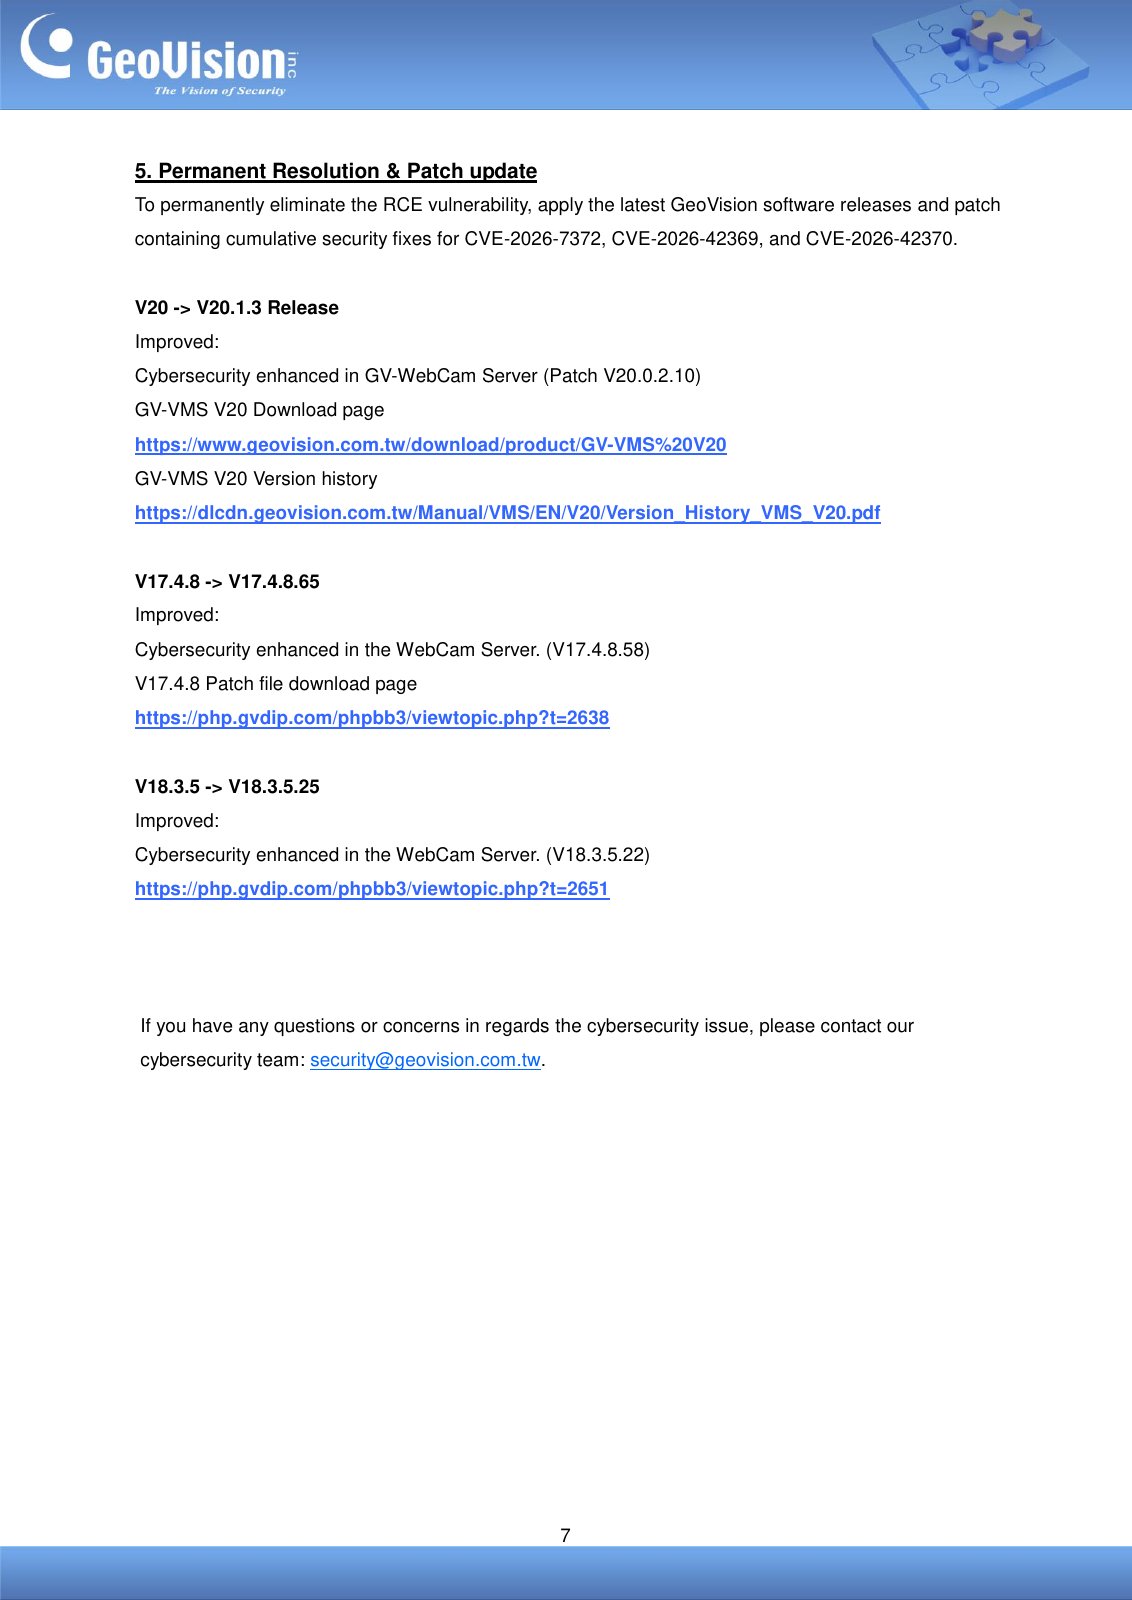 GeoVision inc
The Vision of Security
5. Permanent Resolution & Patch update
To permanently eliminate the RCE vulnerability, apply the latest GeoVision software releases and patch
containing cumulative security fixes for CVE-2026-7372, CVE-2026-42369, and CVE-2026-42370.
V20 -> V20.1.3 Release
Improved:
Cybersecurity enhanced in GV-WebCam Server (Patch V20.0.2.10)
GV-VMS V20 Download page
https://www.geovision.com.tw/download/product/GV-VMS%20V20
GV-VMS V20 Version history
https://dlcdn.geovision.com.tw/Manual/VMS/EN/V20/Version_History_VMS_V20.pdf
V17.4.8 -> V17.4.8.65
Improved:
Cybersecurity enhanced in the WebCam Server. (V17.4.8.58)
V17.4.8 Patch file download page
https://php.gvdip.com/phpbb3/viewtopic.php?t=2638
V18.3.5 -> V18.3.5.25
Improved:
Cybersecurity enhanced in the WebCam Server. (V18.3.5.22)
https://php.gvdip.com/phpbb3/viewtopic.php?t=2651
If you have any questions or concerns in regards the cybersecurity issue, please contact our
cybersecurity team: security@geovision.com.tw.
7